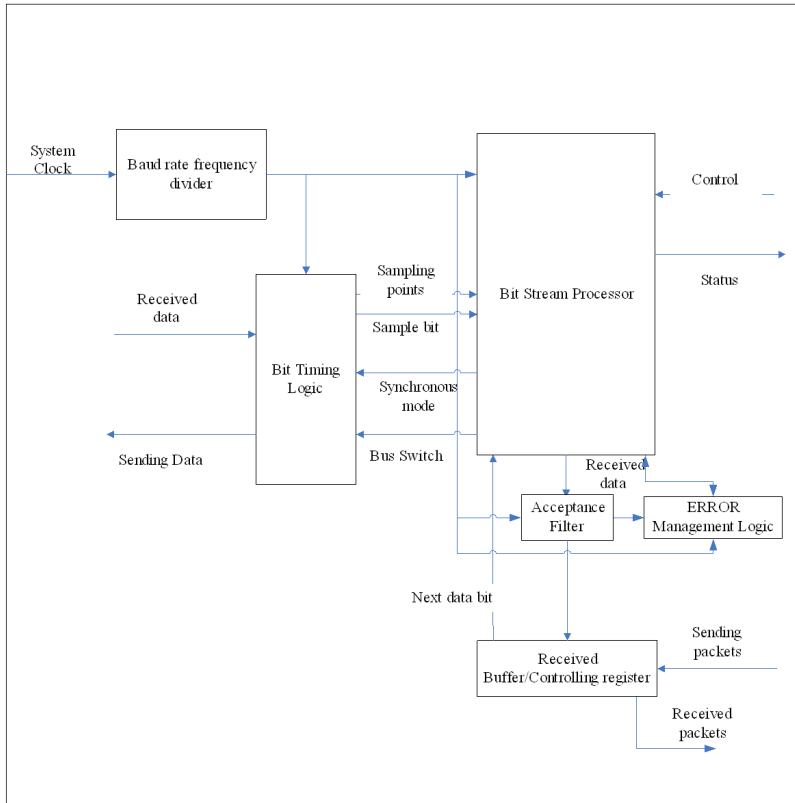 System
Clock
Baud rate frequency
divider
Control
Status
Bit Stream Processor
Sampling
points
Sample bit
Received
data
Bit Timing
Logic
Synchronous
mode
Sending Data
Bus Switch
Received
data
Acceptance
Filter
ERROR
Management Logic
Next data bit
Received
Buffer/Controlling register
Sending
packets
Received
packets